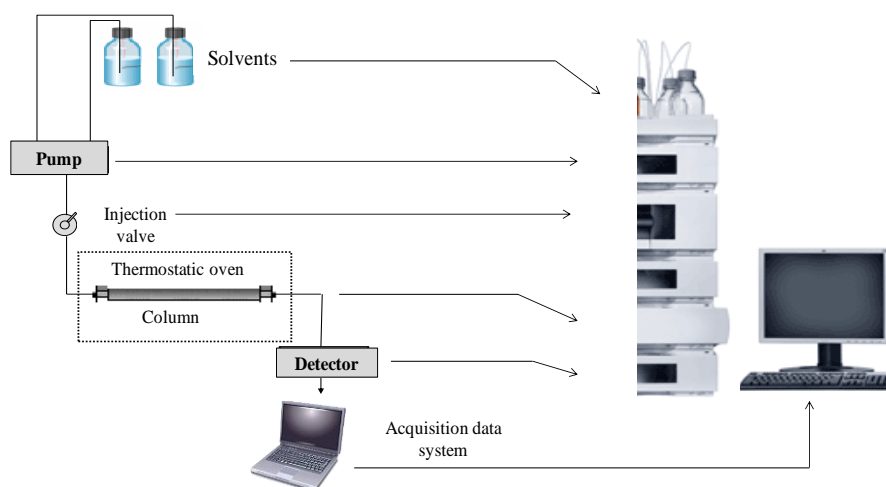 Solvents
Pump
Injection
valve
Thermostatic oven
Column
Detector
Acquisition data
system